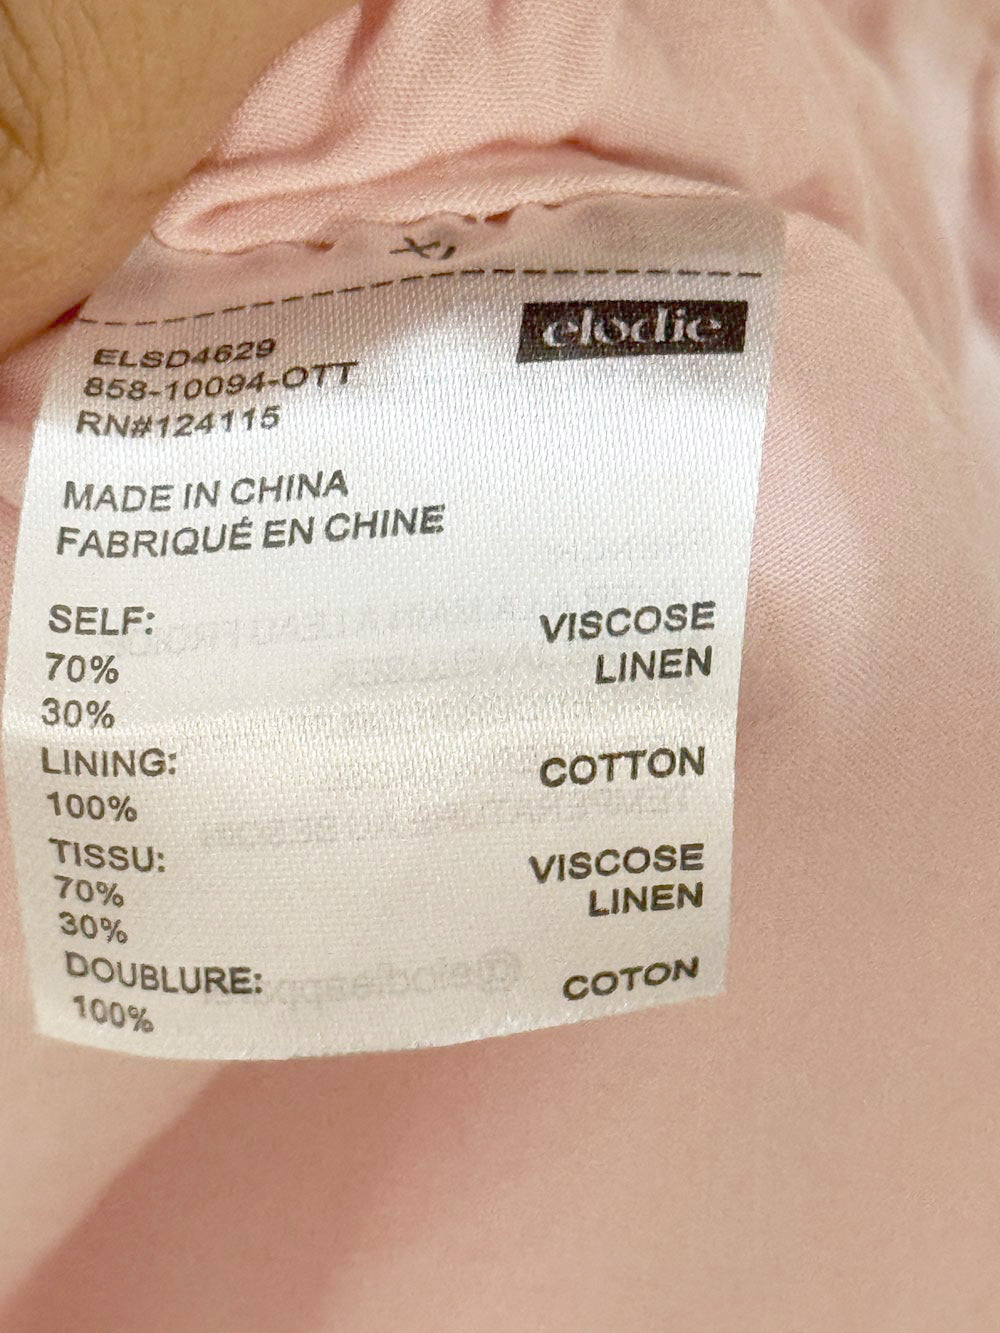 elodie
ELSD4629
858-10094-OTT
RN#124115
MADE IN CHINA
FABRIQUÉ EN CHINE
SELF:
70% VISCOSE
30% LINEN
LINING:
100% COTTON
TISSU:
70% VISCOSE
30% LINEN
DOUBLURE:
100% COTON